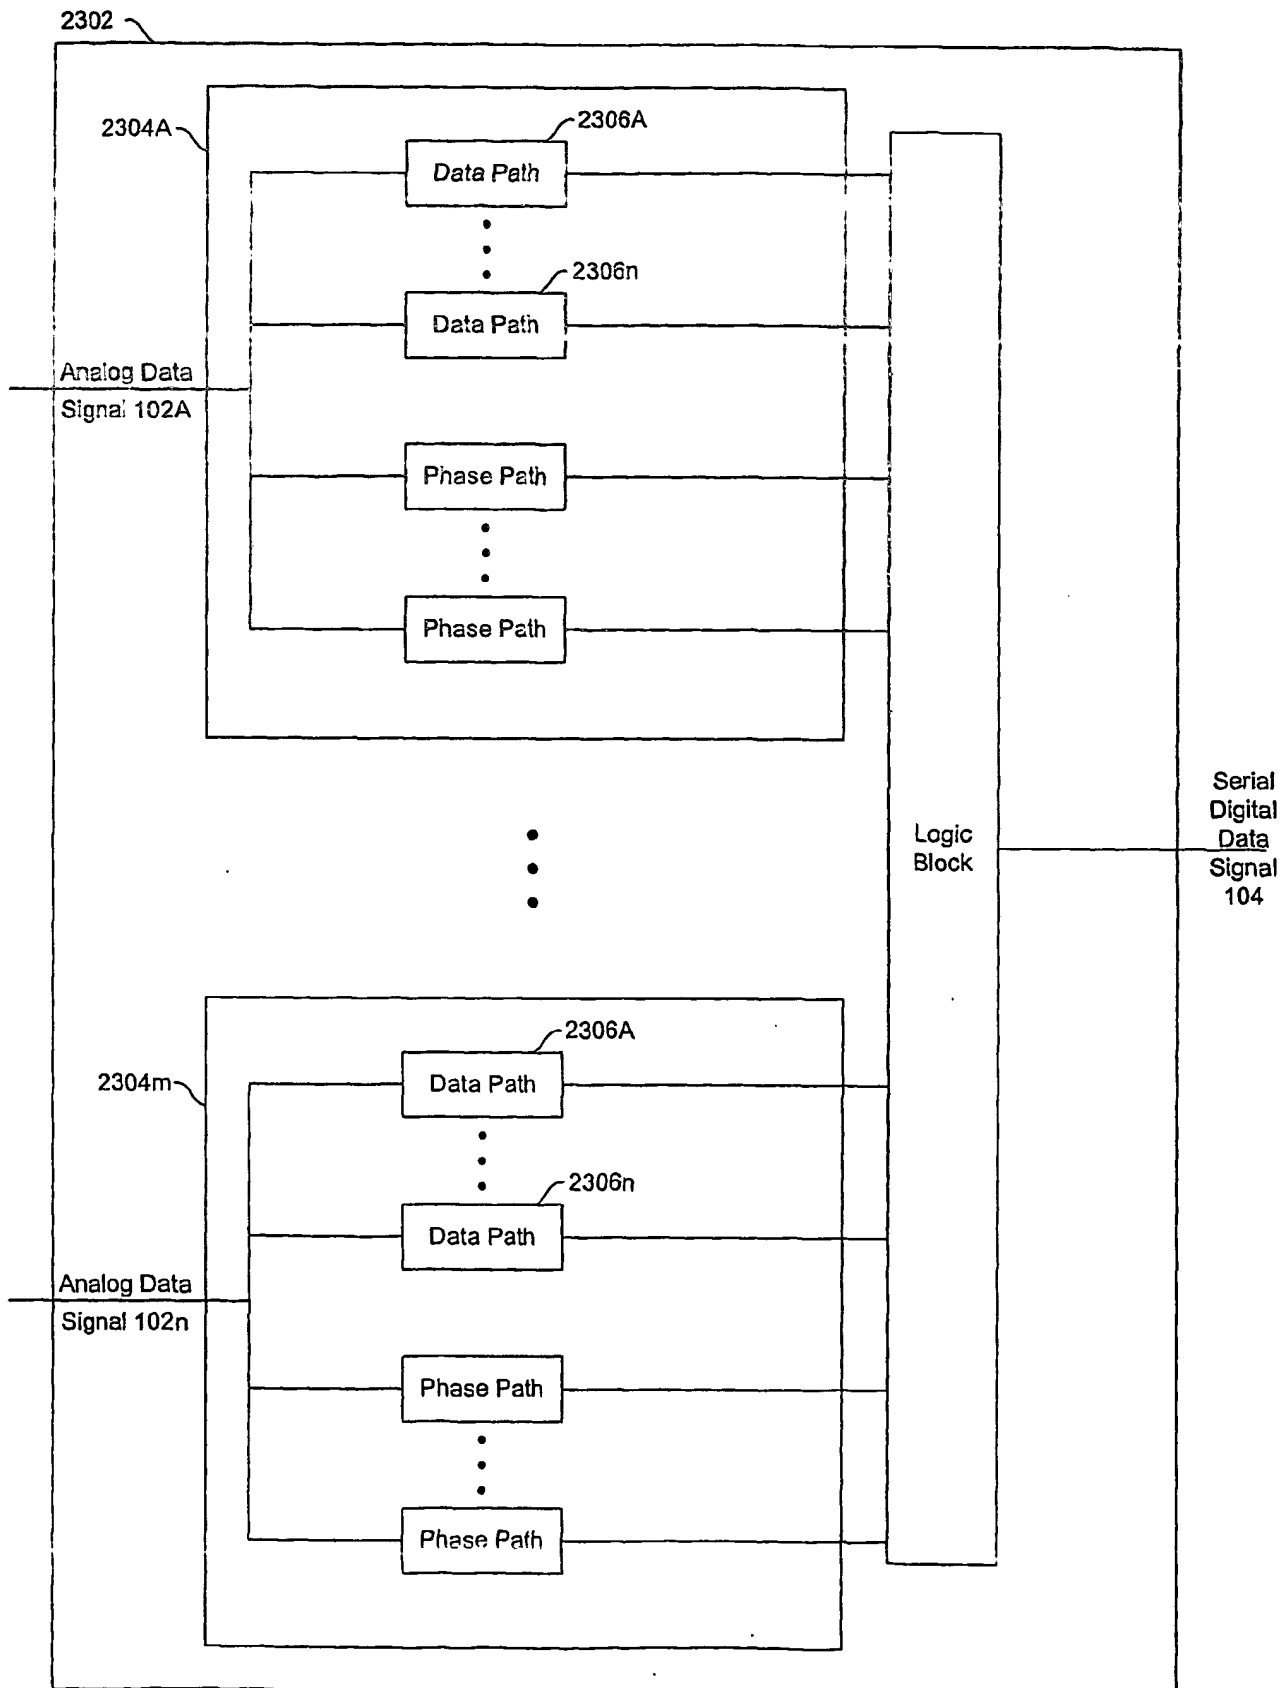 2302
2304A
2306A
Data Path
2306n
Data Path
Analog Data
Signal 102A
Phase Path
Phase Path
Logic
Block
Serial
Digital
Data
Signal
104
2304m
2306A
Data Path
2306n
Data Path
Analog Data
Signal 102n
Phase Path
Phase Path